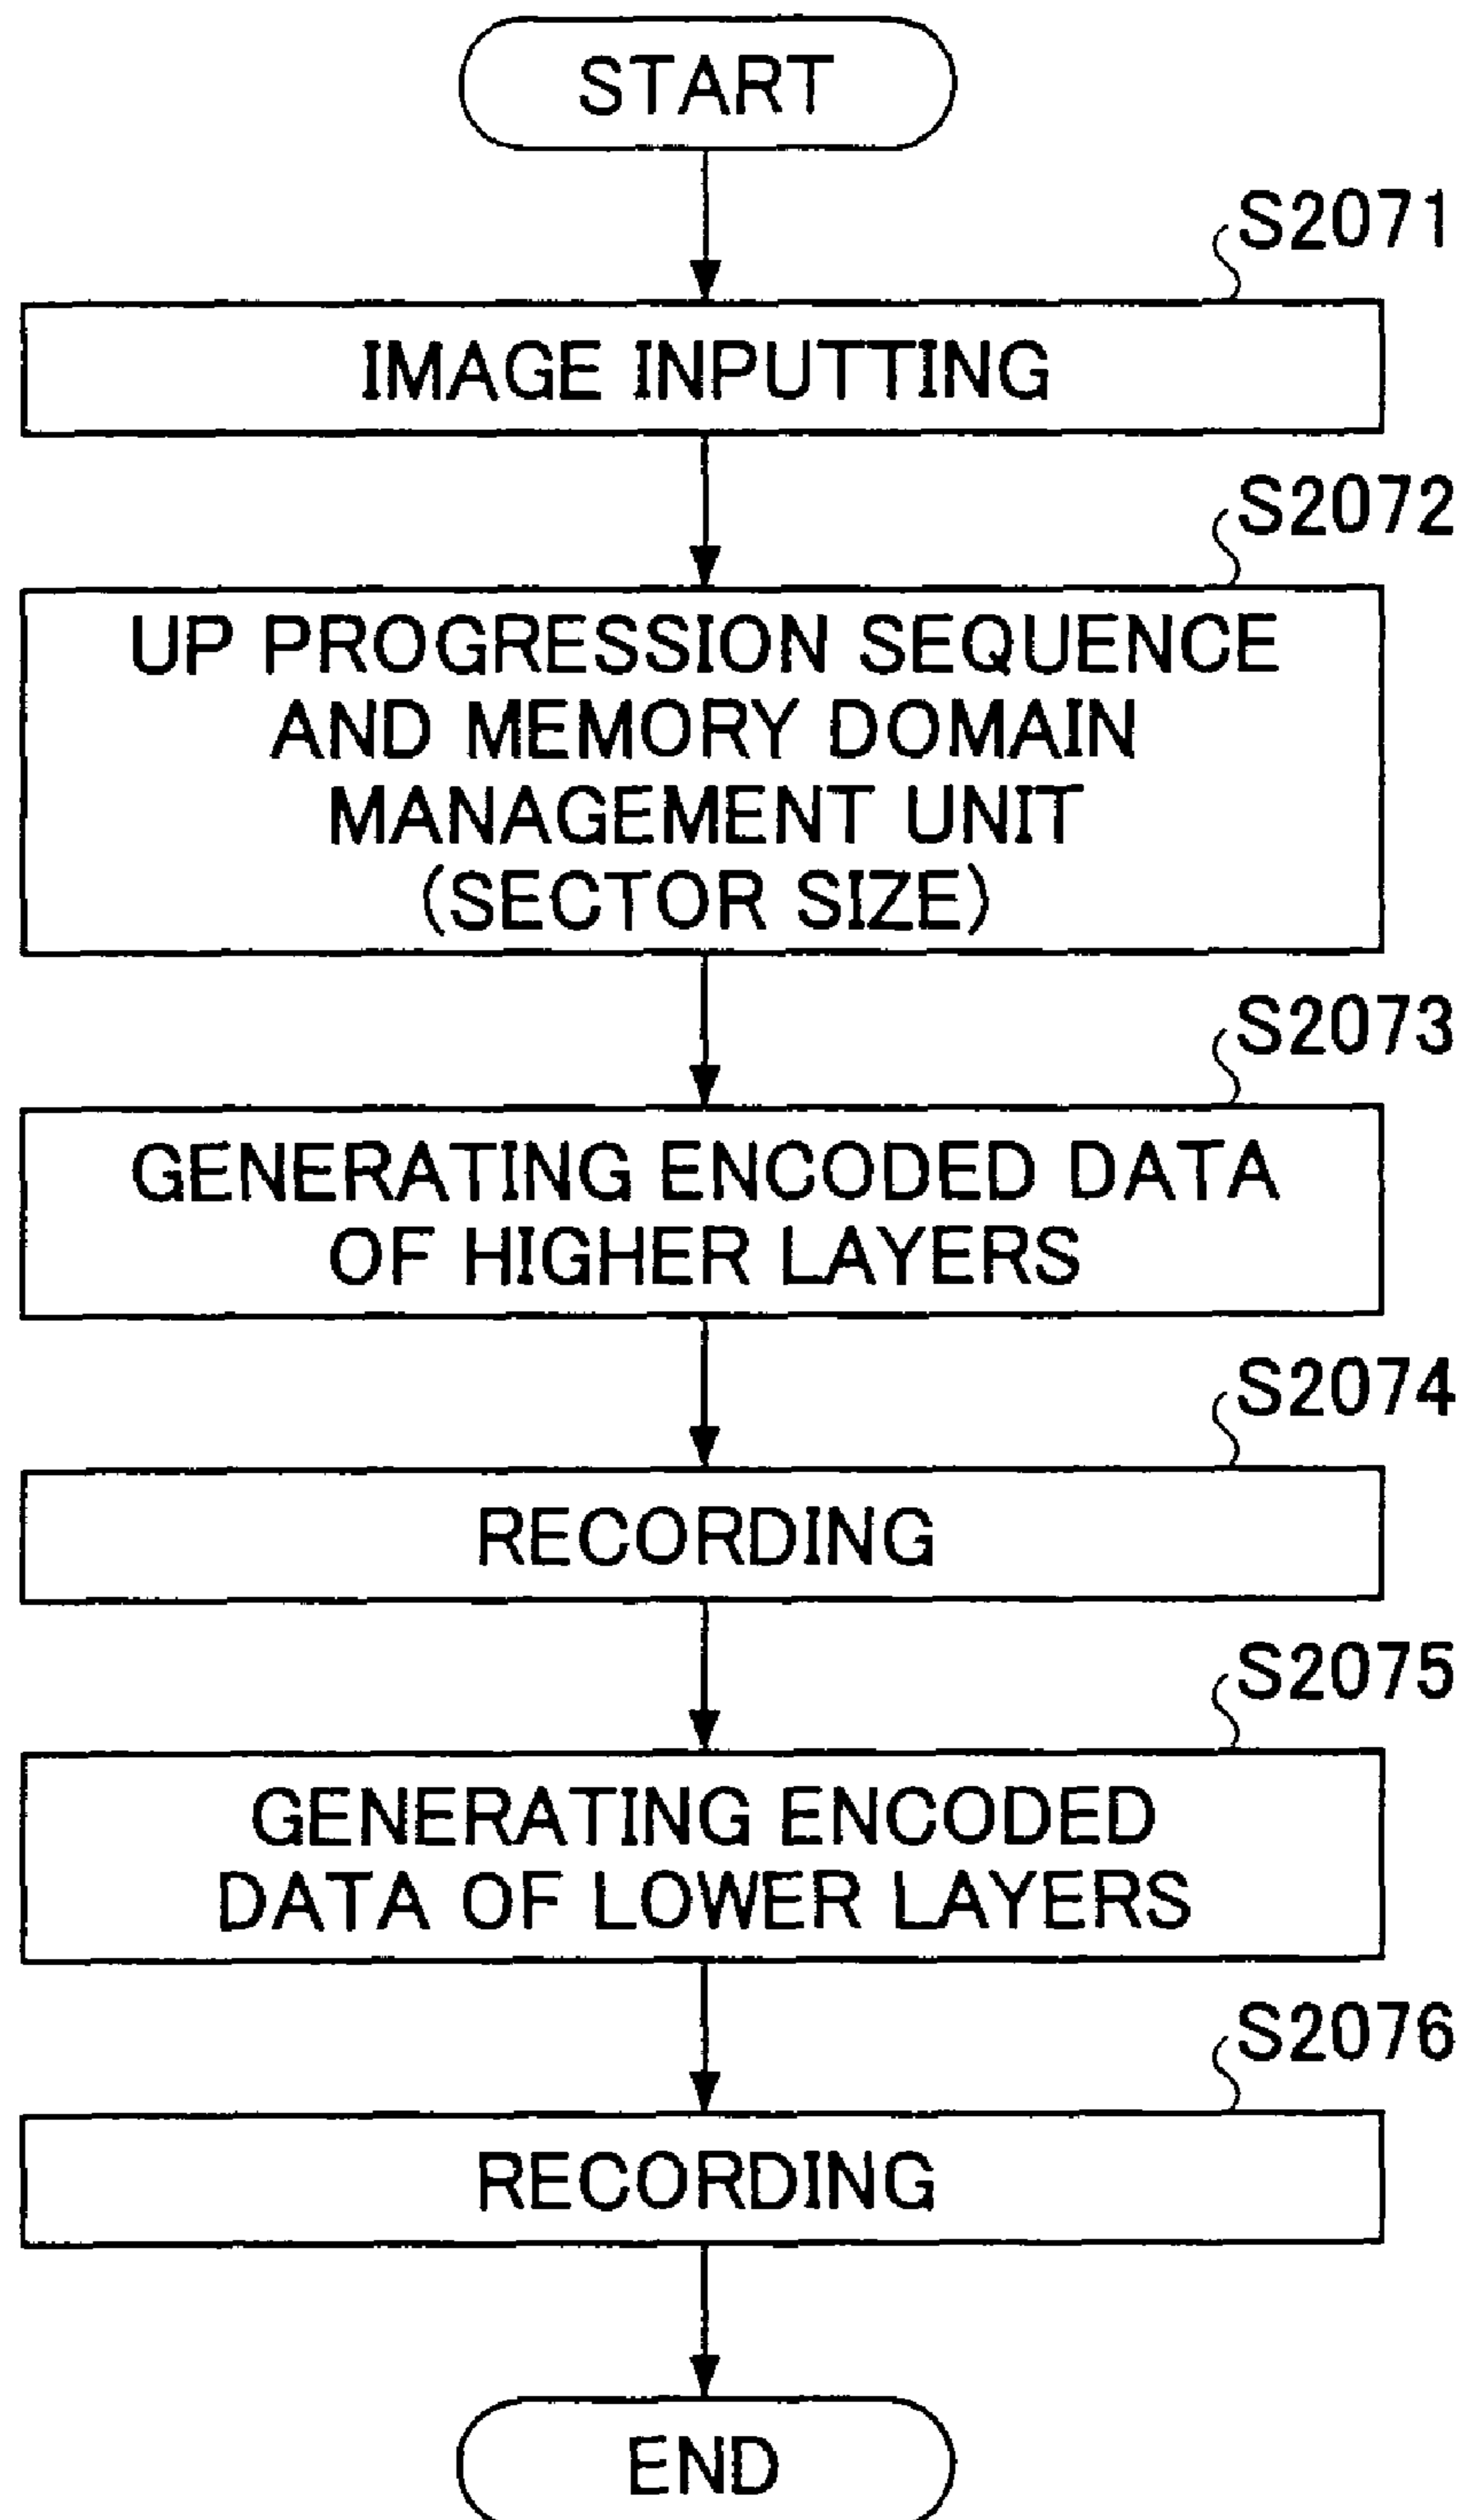 START
S2071
IMAGE INPUTTING
S2072
UP PROGRESSION SEQUENCE
AND MEMORY DOMAIN
MANAGEMENT UNIT
(SECTOR SIZE)
S2073
GENERATING ENCODED DATA
OF HIGHER LAYERS
S2074
RECORDING
S2075
GENERATING ENCODED
DATA OF LOWER LAYERS
S2076
RECORDING
END